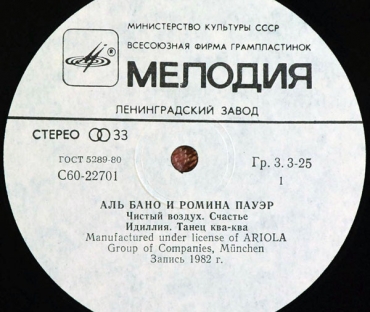 МИНИСТЕРСТВО КУЛЬТУРЫ СССР
ВСЕСОЮЗНАЯ ФИРМА ГРАМПЛАСТИНОК
МЕЛОДИЯ
ЛЕНИНГРАДСКИЙ ЗАВОД
СТЕРЕО 33
ГОСТ 5289-80
С60-22701
Гр. 3. 3-25
1
АЛЬ БАНО И РОМИНА ПАУЭР
Чистый воздух. Счастье
Идиллия. Танец ква-ква
Manufactured under license of ARIOLA
Group of Companies, München
Запись 1982 г.